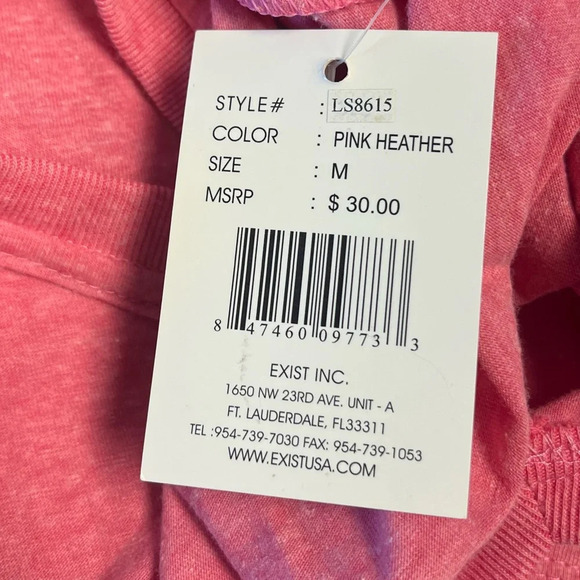 STYLE# : LS8615
COLOR : PINK HEATHER
SIZE : M
MSRP : $ 30.00
8 47460 09773 3
EXIST INC.
1650 NW 23RD AVE. UNIT - A
FT. LAUDERDALE, FL33311
TEL :954-739-7030 FAX: 954-739-1053
WWW.EXISTUSA.COM